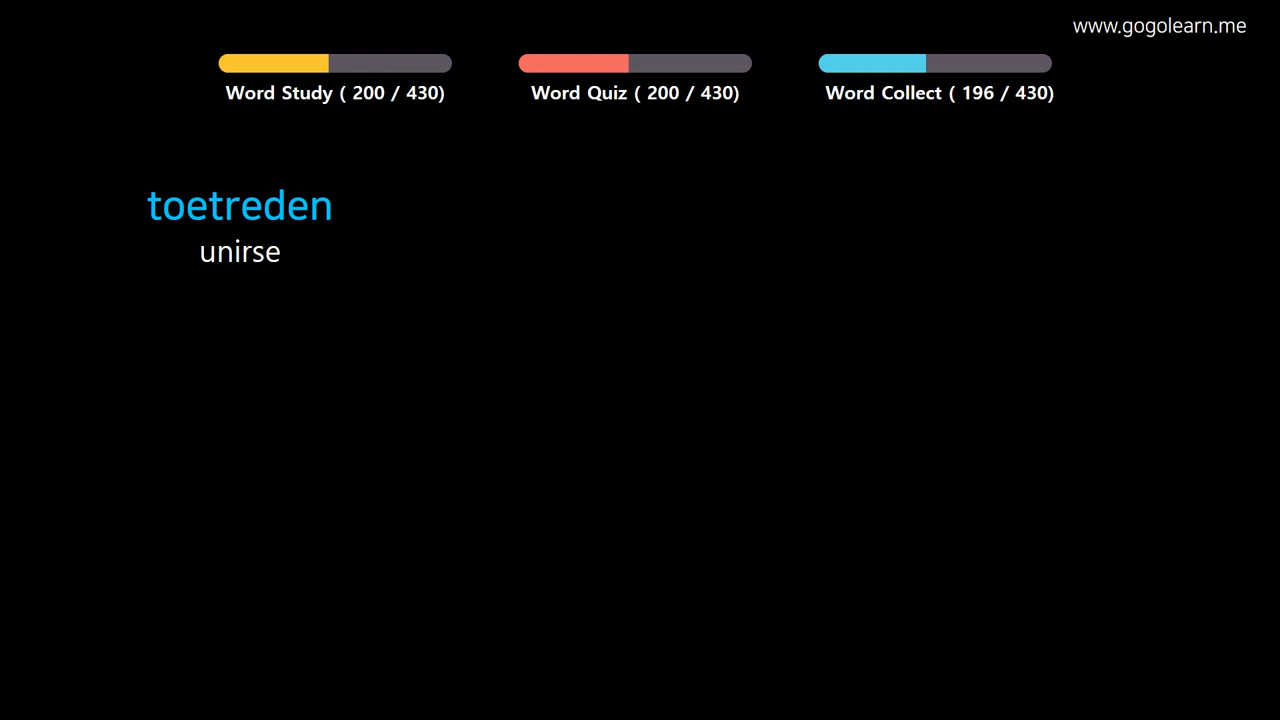 www.gogolearn.me
Word Study ( 200 / 430)
Word Quiz ( 200 / 430)
Word Collect ( 196 / 430)
toetreden
unirse